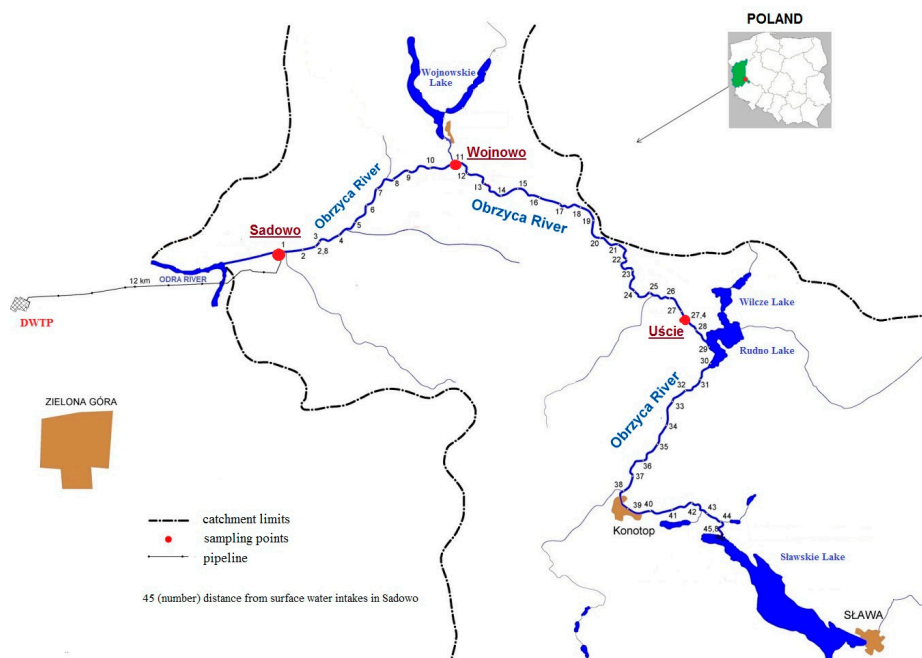 POLAND
Wojnowskie
Lake
Wojnowo
Obrzyca River
Obrzyca River
Sadowo
11
10
9
8
7
6
5
4
3
2,8
2
1
12
13
14
15
16
17
18
19
20
21
22
23
24
25
26
27
27,4
28
29
30
Uście
Wilcze Lake
Rudno Lake
ODRA RIVER
12 km
DWTP
ZIELONA GÓRA
Obrzyca River
31
32
33
34
35
36
37
38
39
40
41
42
43
44
Konotop
Sławskie Lake
SŁAWA
catchment limits
sampling points
pipeline
45 (number) distance from surface water intakes in Sadowo